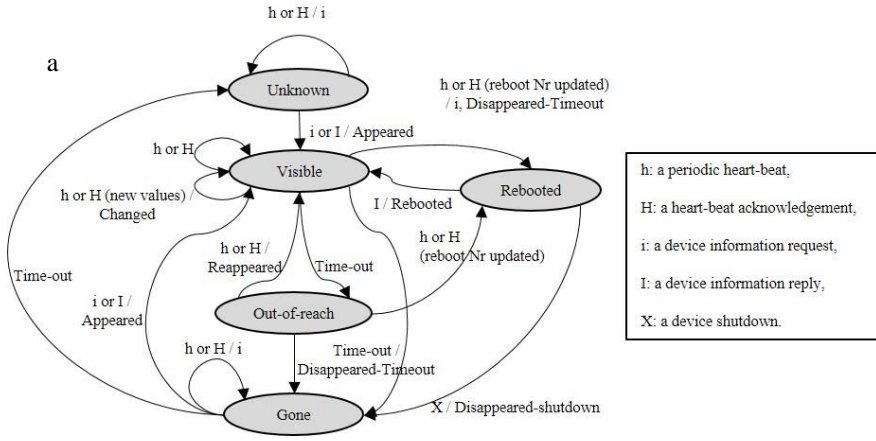 h or H / i
a
Unknown
h or H (reboot Nr updated)
/ i, Disappeared-Timeout
i or I / Appeared
h or H
Visible
Rebooted
h or H (new values) /
Changed
I / Rebooted
h or H /
Reappeared
Time-out
h or H
(reboot Nr updated)
Time-out
i or I /
Appeared
Out-of-reach
h or H / i
Time-out /
Disappeared-Timeout
Gone
X / Disappeared-shutdown
h: a periodic heart-beat,
H: a heart-beat acknowledgement,
i: a device information request,
I: a device information reply,
X: a device shutdown.